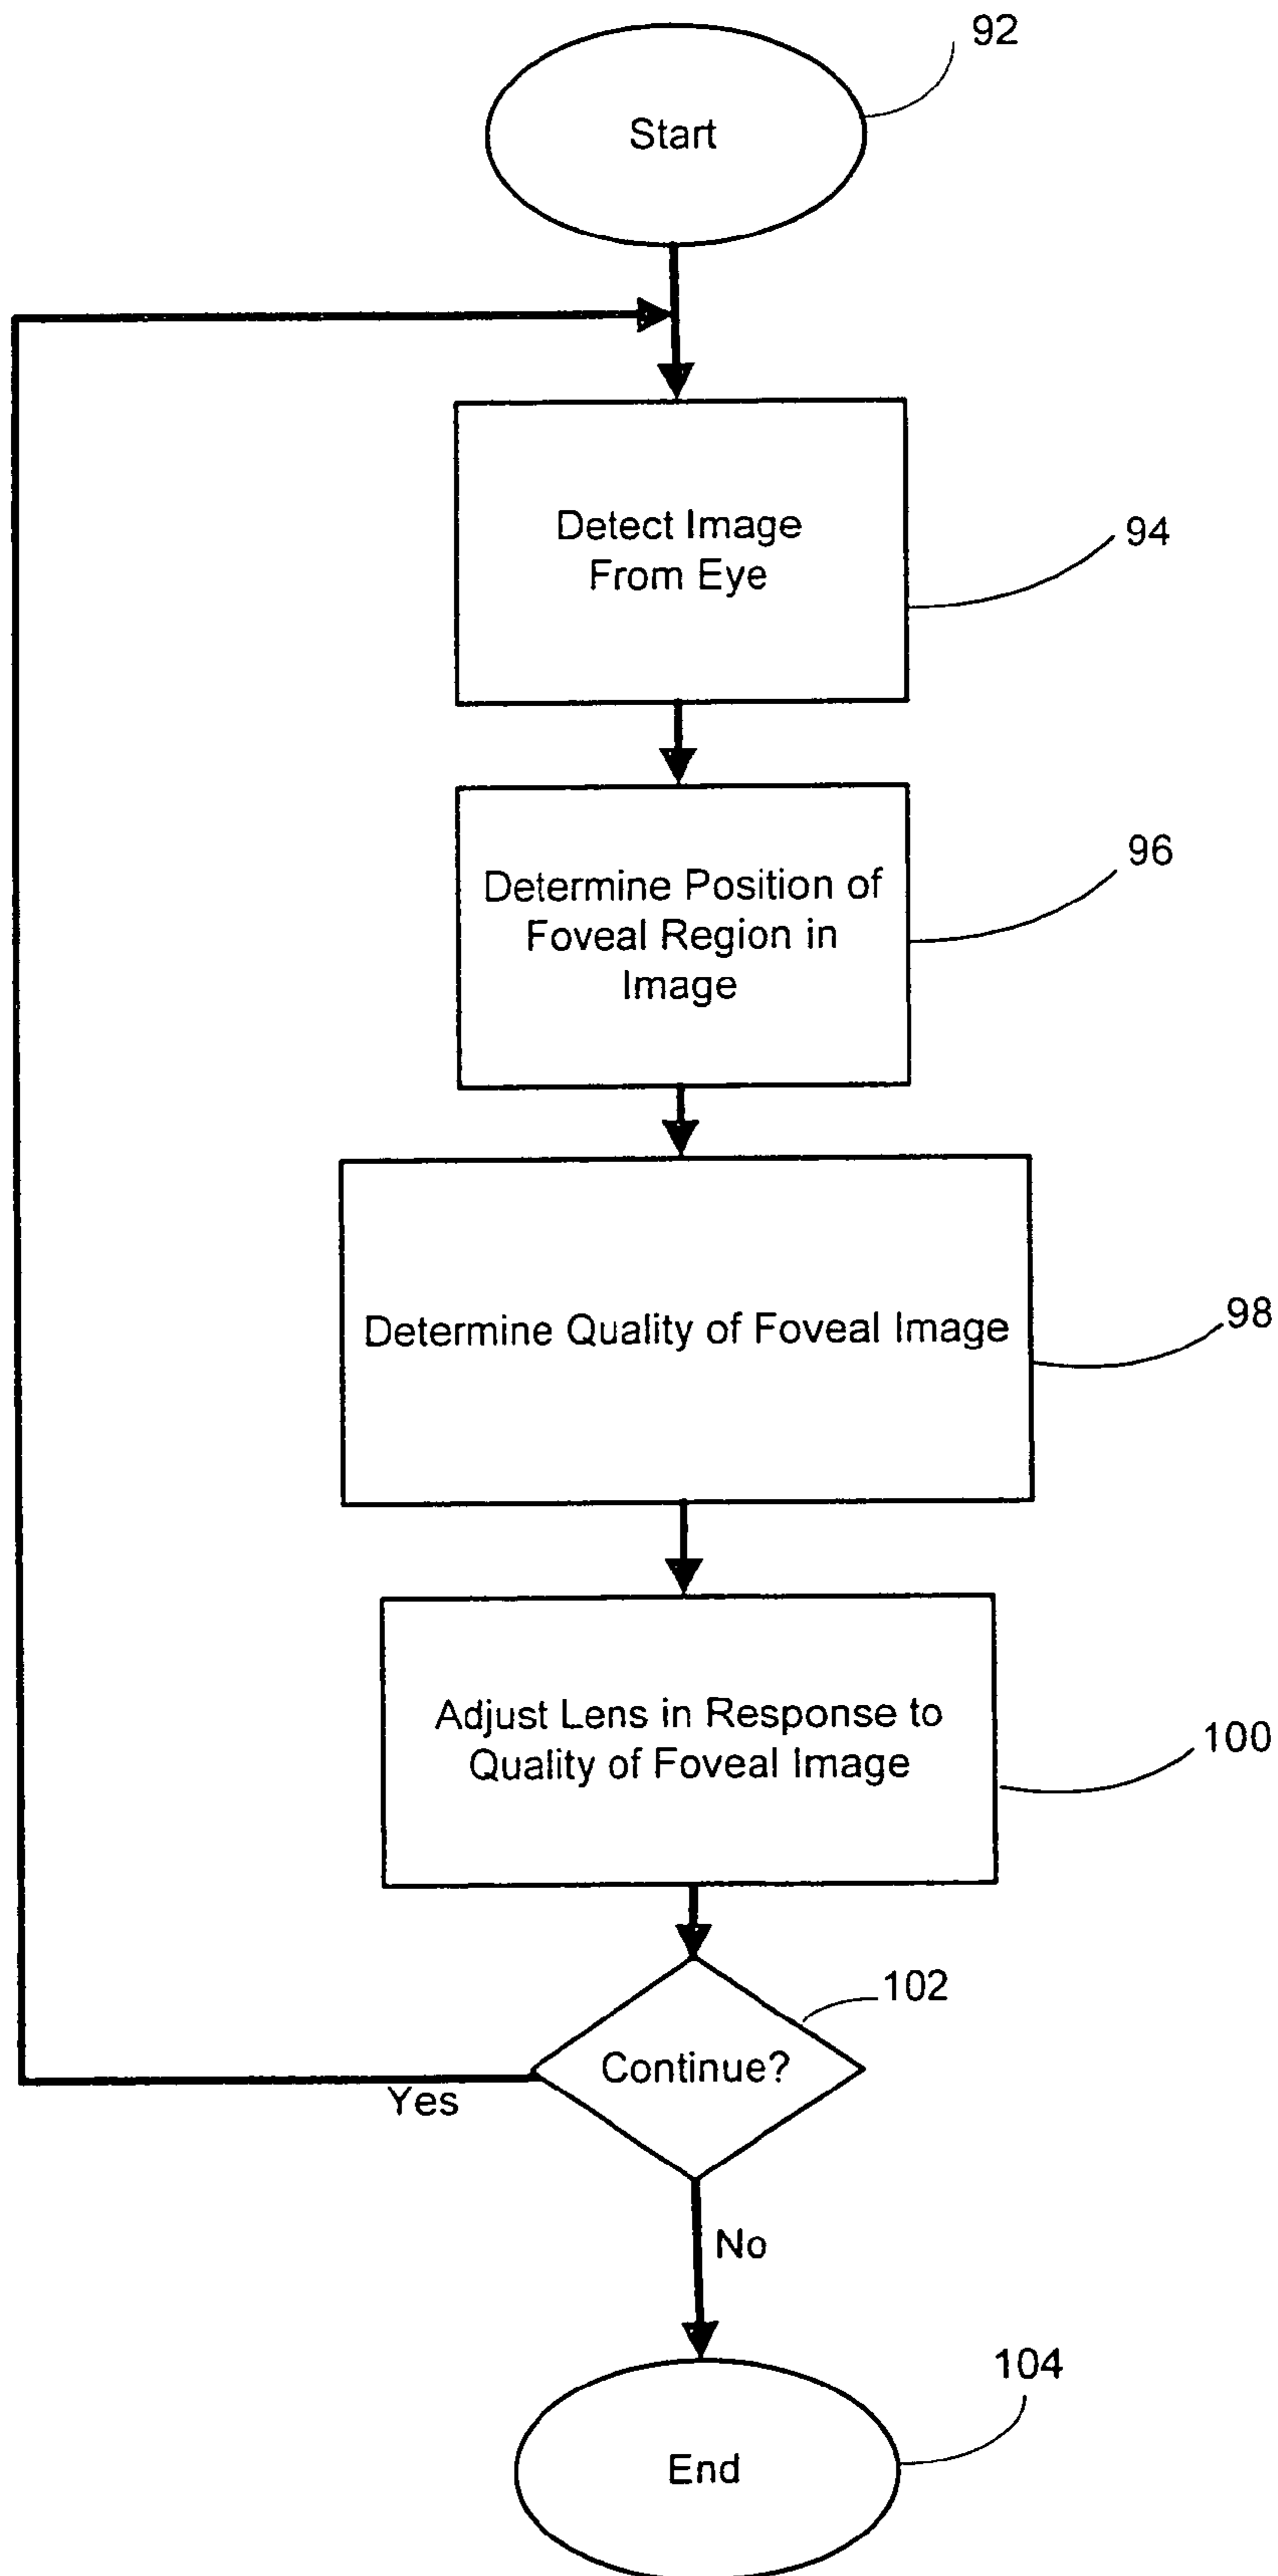 92
Start
Detect Image
From Eye
94
Determine Position of
Foveal Region in
Image
96
Determine Quality of Foveal Image
98
Adjust Lens in Response to
Quality of Foveal Image
100
102
Continue?
Yes
No
104
End